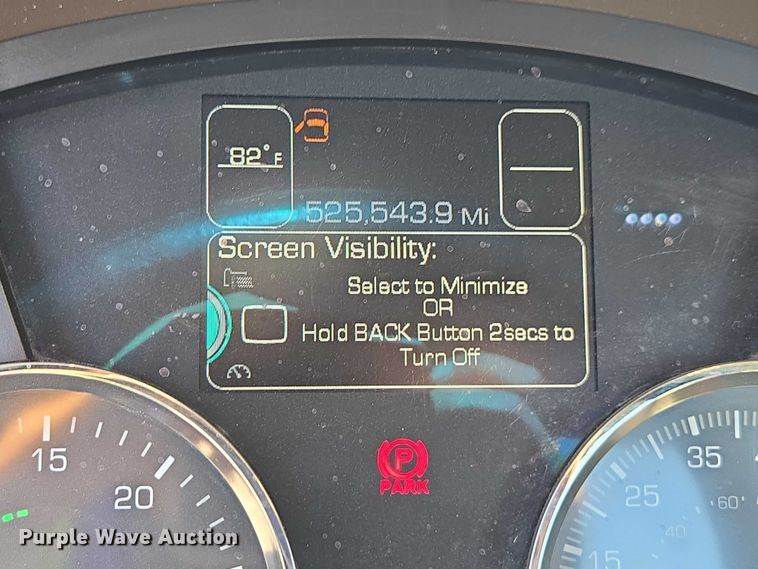 82° F
525,543.9 Mi
Screen Visibility:
Select to Minimize
OR
Hold BACK Button 2secs to
Turn Off
P
PARK
15
20
35
25
60
40
15
Purple Wave Auction